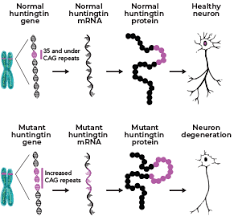 Normal
huntingtin
gene
Normal
huntingtin
mRNA
Normal
huntingtin
protein
Healthy
neuron
35 and under
CAG repeats
Mutant
huntingtin
gene
Mutant
huntingtin
mRNA
Mutant
huntingtin
protein
Neuron
degeneration
Increased
CAG repeats